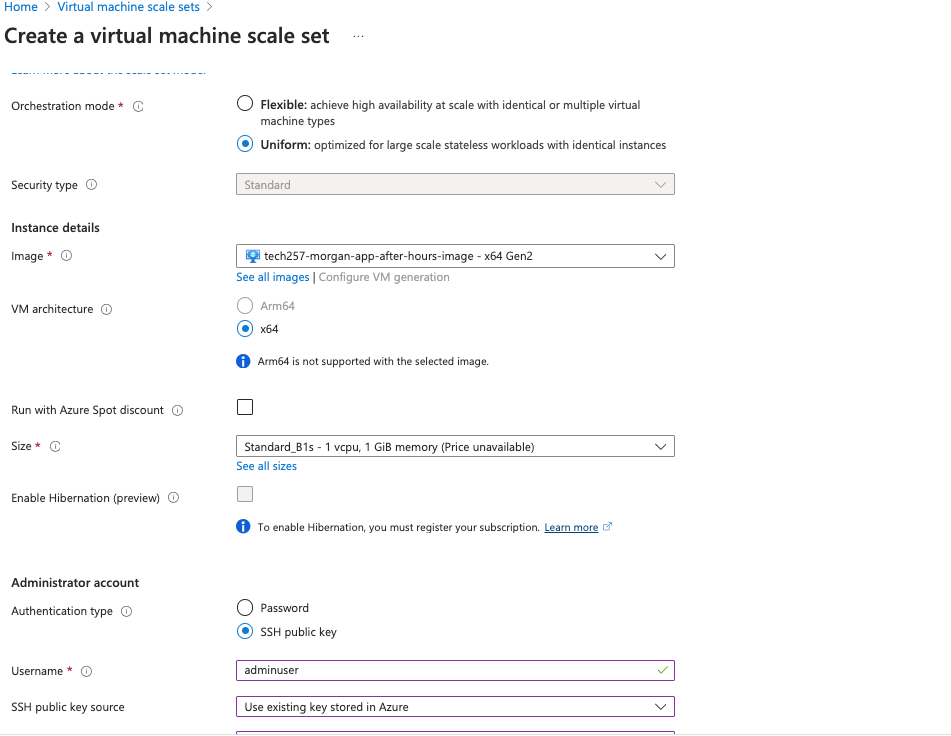 Home > Virtual machine scale sets >
Create a virtual machine scale set ...
Orchestration mode *
Flexible: achieve high availability at scale with identical or multiple virtual
machine types
Uniform: optimized for large scale stateless workloads with identical instances
Security type
Standard
Instance details
Image *
tech257-morgan-app-after-hours-image - x64 Gen2
See all images | Configure VM generation
VM architecture
Arm64
x64
Arm64 is not supported with the selected image.
Run with Azure Spot discount
Size *
Standard_B1s - 1 vcpu, 1 GiB memory (Price unavailable)
See all sizes
Enable Hibernation (preview)
To enable Hibernation, you must register your subscription. Learn more
Administrator account
Authentication type
Password
SSH public key
Username *
adminuser
SSH public key source
Use existing key stored in Azure